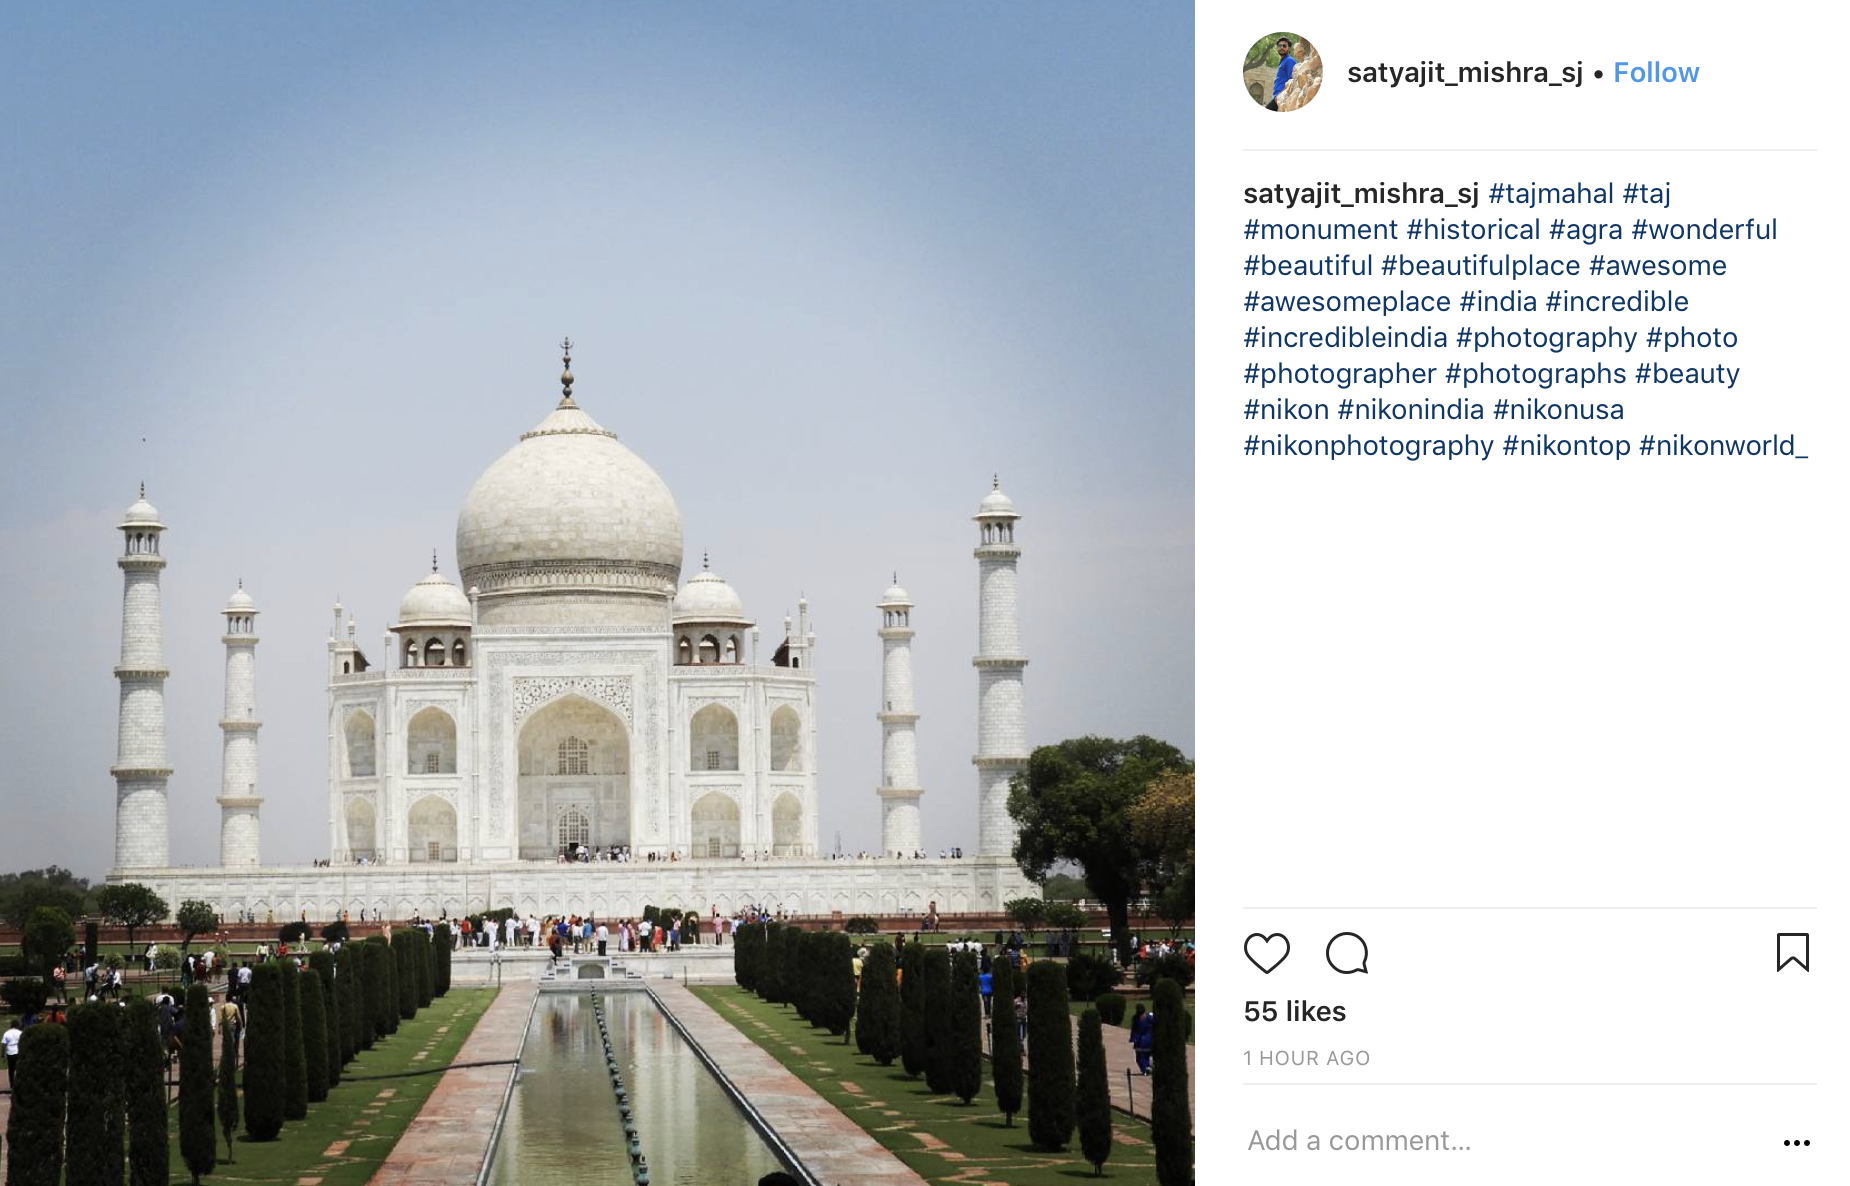 satyajit_mishra_sj • Follow
satyajit_mishra_sj #tajmahal #taj
#monument #historical #agra #wonderful
#beautiful #beautifulplace #awesome
#awesomeplace #india #incredible
#incredibleindia #photography #photo
#photographer #photographs #beauty
#nikon #nikonindia #nikonusa
#nikonphotography #nikontop #nikonworld_
55 likes
1 HOUR AGO
Add a comment...